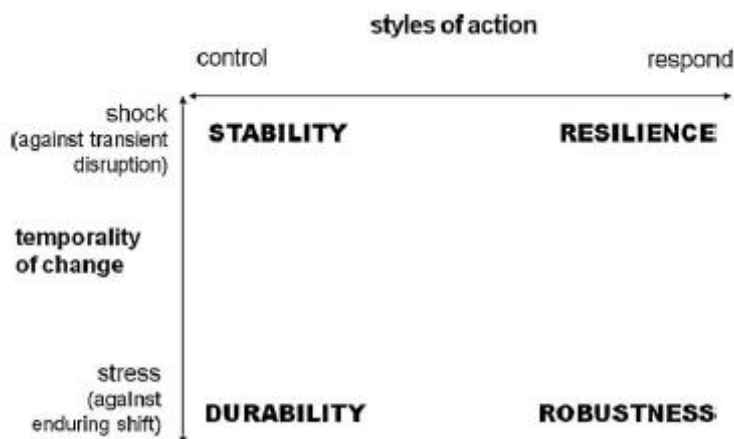 styles of action
control respond
shock
(against transient
disruption)
STABILITY RESILIENCE
temporality
of change
stress
(against
enduring shift)
DURABILITY ROBUSTNESS